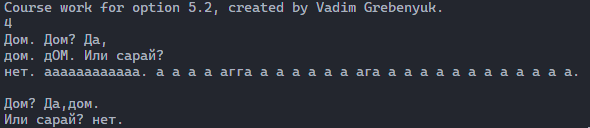 Course work for option 5.2, created by Vadim Grebenyuk.
4
Дом. Дом? Да,
дом. дОМ. Или сарай?
нет. аааааааааааа. а а а а агга а а а а а ага а а а а а а а а а а а а.

Дом? Да,дом.
Или сарай? нет.